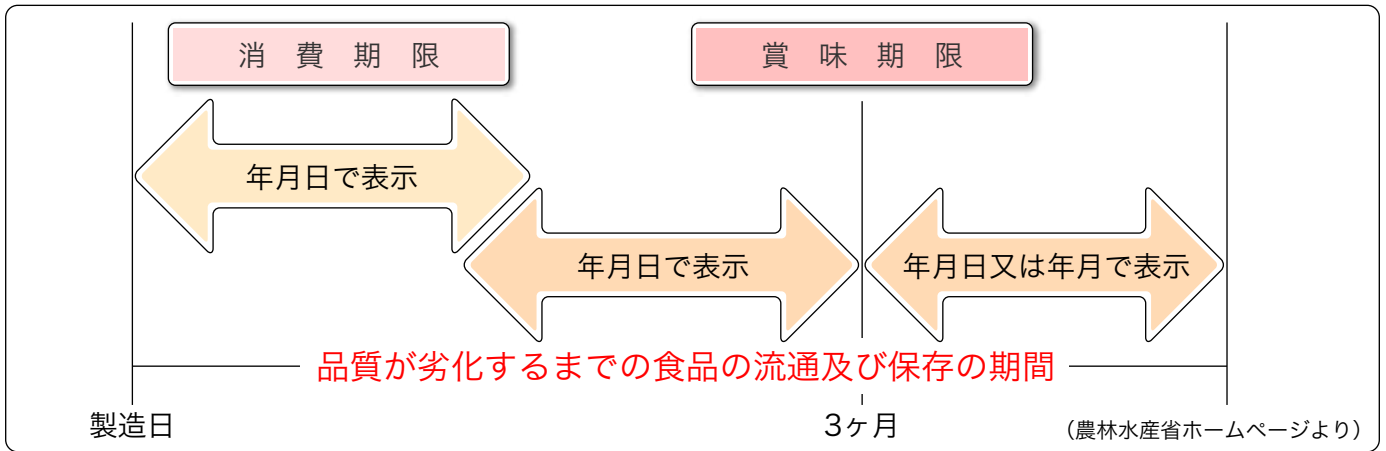 消費期限
賞味期限
年月日で表示
年月日で表示
年月日又は年月で表示
品質が劣化するまでの食品の流通及び保存の期間
製造日
3ヶ月
（農林水産省ホームページより）